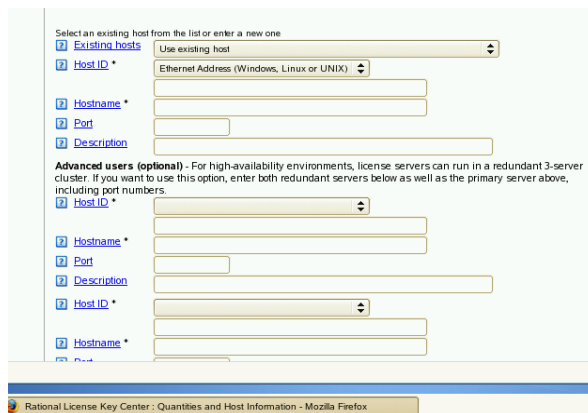 Select an existing host from the list or enter a new one
Existing hosts Use existing host
Host ID * Ethernet Address (Windows, Linux or UNIX)
Hostname *
Port
Description
Advanced users (optional) - For high-availability environments, license servers can run in a redundant 3-server
cluster. If you want to use this option, enter both redundant servers below as well as the primary server above,
including port numbers.
Host ID *
Hostname *
Port
Description
Host ID *
Hostname *
Port
Rational License Key Center : Quantities and Host Information - Mozilla Firefox